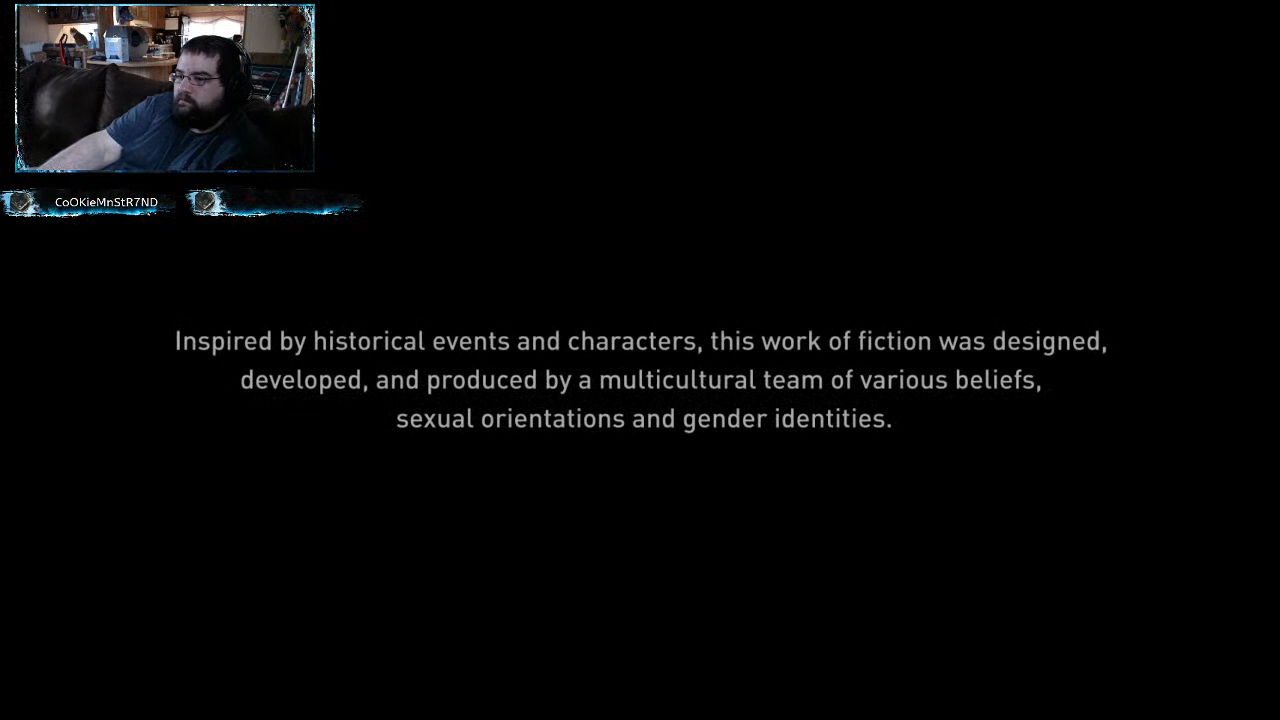 CoOKieMnStR7ND
Inspired by historical events and characters, this work of fiction was designed,
developed, and produced by a multicultural team of various beliefs,
sexual orientations and gender identities.